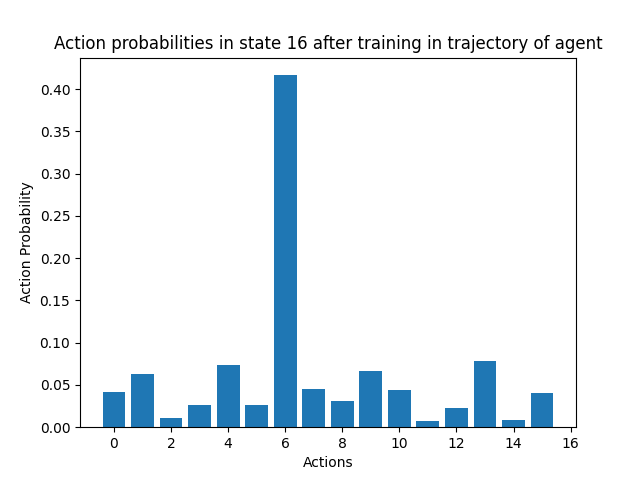 Action probabilities in state 16 after training in trajectory of agent
Action Probability
0.40
0.35
0.30
0.25
0.20
0.15
0.10
0.05
0.00
0 2 4 6 8 10 12 14 16
Actions